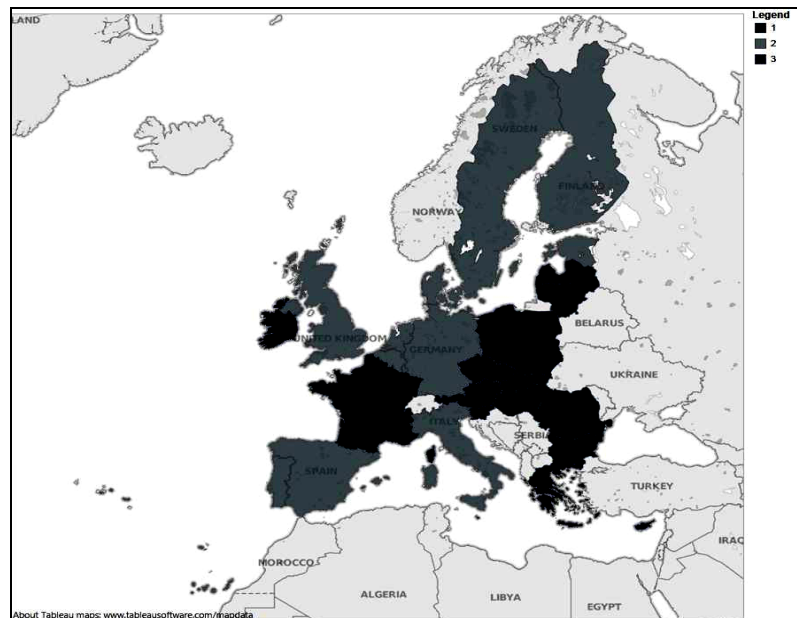 LAND
Legend
1
2
3
SWEDEN
FINLAND
NORWAY
UNITED KINGDOM
BELARUS
GERMANY
UKRAINE
ITALY
SERBIA
SPAIN
TURKEY
IRAQ
MOROCCO
ALGERIA
LIBYA
EGYPT
About Tableau maps: www.tableausoftware.com/mapdata